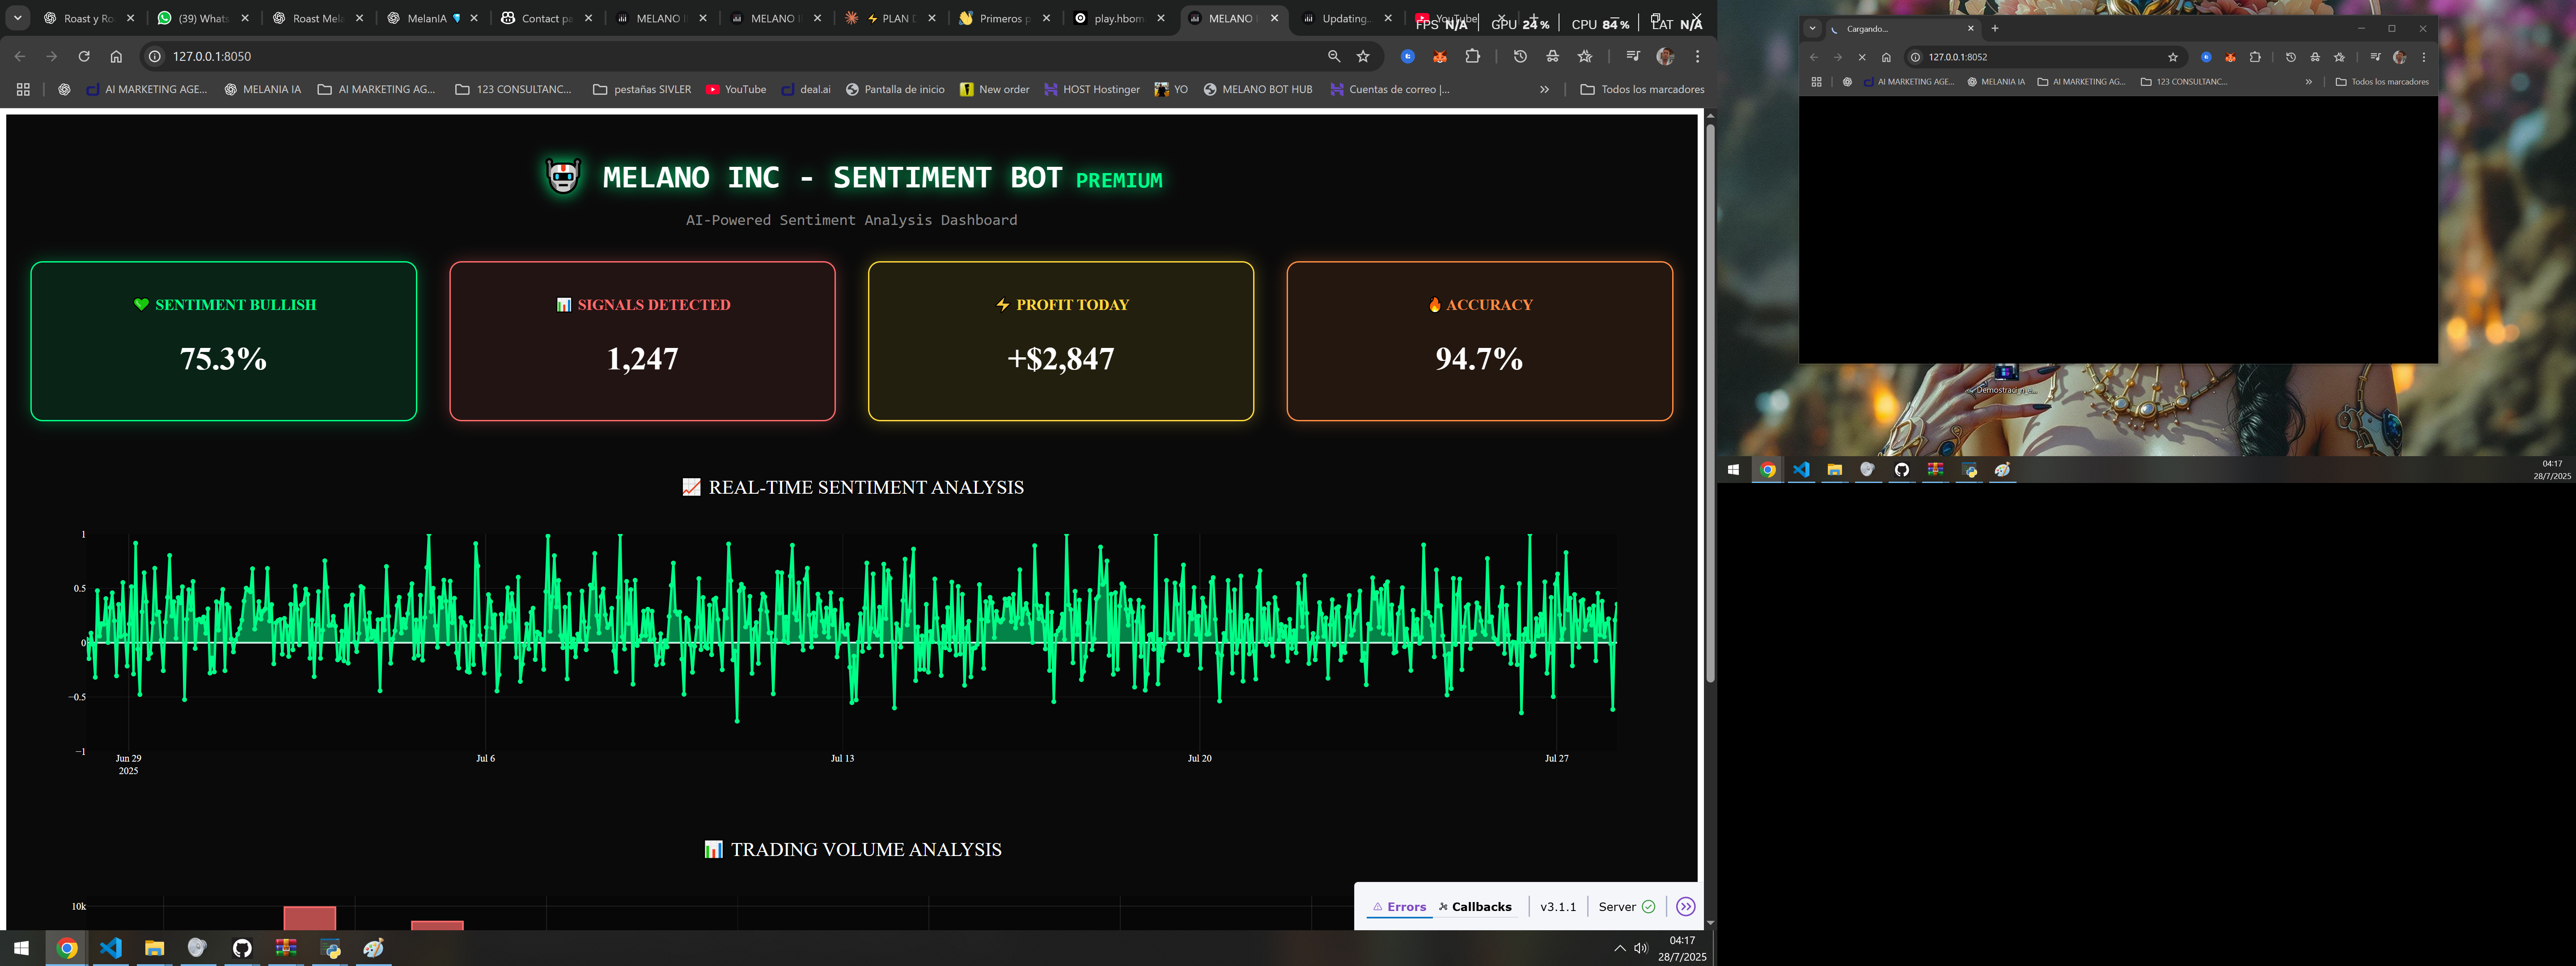 Roast y Ro
(39) Whats
Roast Mela
MelanIA
Contact pa
MELANO I
MELANO I
PLAN D
Primeros p
play.hbom
MELANO I
Updating...
YouTube
FPS N/A GPU 24% CPU 84% LAT N/A
127.0.0.1:8050
AI MARKETING AGE...
MELANIA IA
AI MARKETING AG...
123 CONSULTANC...
pestañas SIVLER
YouTube
deal.ai
Pantalla de inicio
New order
HOST Hostinger
YO
MELANO BOT HUB
Cuentas de correo |...
»
Todos los marcadores
MELANO INC - SENTIMENT BOT PREMIUM
AI-Powered Sentiment Analysis Dashboard
SENTIMENT BULLISH
75.3%
SIGNALS DETECTED
1,247
PROFIT TODAY
+$2,847
ACCURACY
94.7%
REAL-TIME SENTIMENT ANALYSIS
1
0.5
0
−0.5
−1
Jun 29
2025
Jul 6
Jul 13
Jul 20
Jul 27
TRADING VOLUME ANALYSIS
10k
Errors
Callbacks
v3.1.1
Server
04:17
28/7/2025
Cargando...
127.0.0.1:8052
AI MARKETING AGE...
MELANIA IA
AI MARKETING AG...
123 CONSULTANC...
»
Todos los marcadores
04:17
28/7/2025